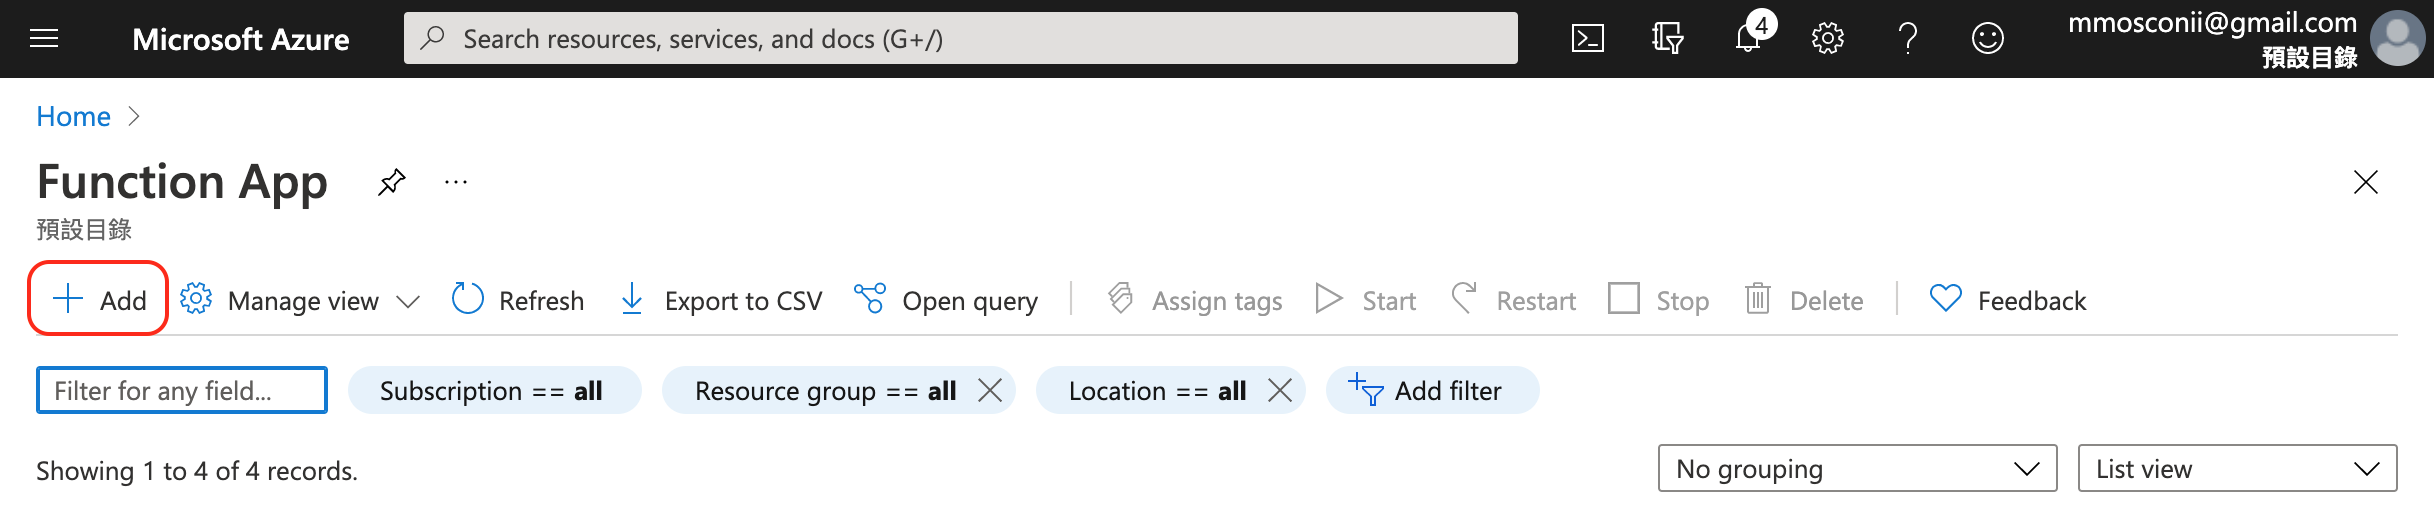 Microsoft Azure
Search resources, services, and docs (G+/)
4
mmosconii@gmail.com
預設目錄
Home
Function App
預設目錄
Add Manage view Refresh Export to CSV Open query Assign tags Start Restart Stop Delete Feedback
Filter for any field... Subscription == all Resource group == all Location == all Add filter
Showing 1 to 4 of 4 records. No grouping List view